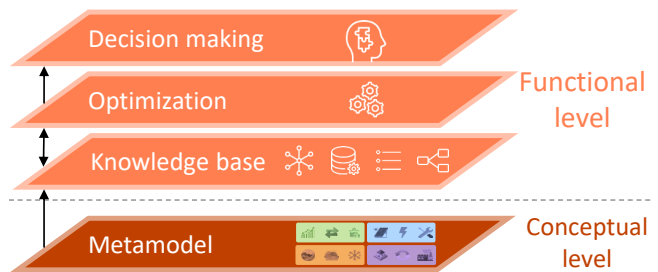 Decision making
Optimization
Functional
level
Knowledge base
Metamodel
Conceptual
level